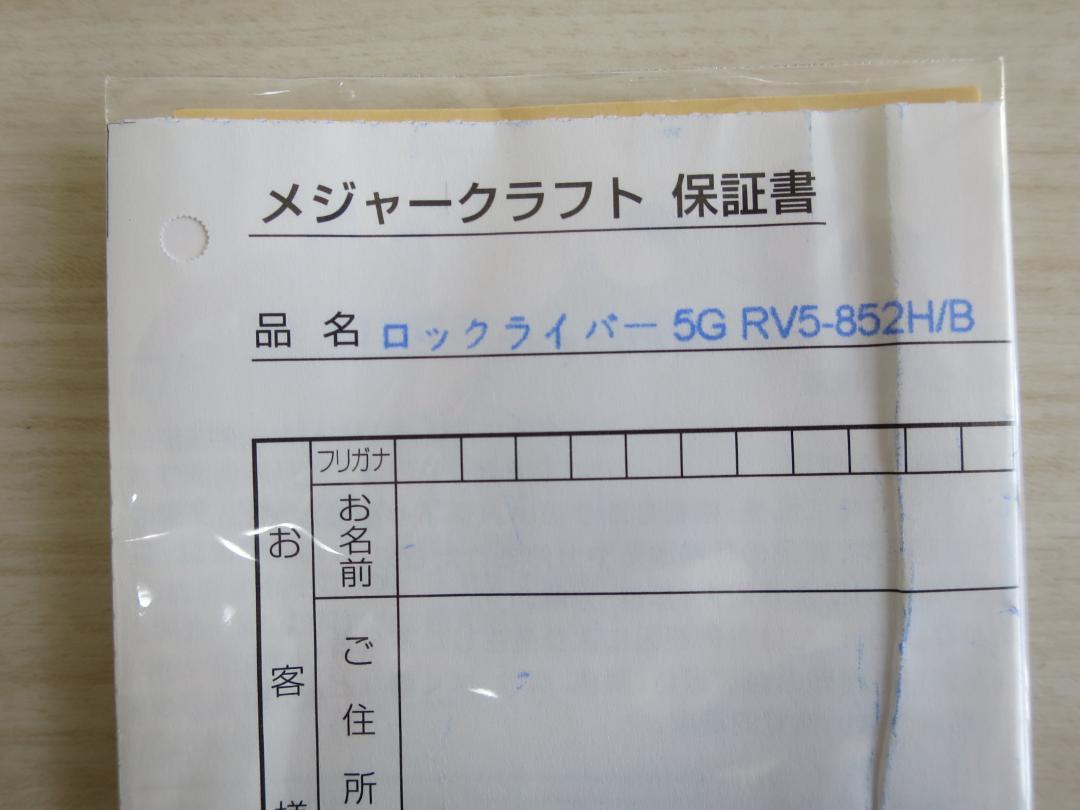 メジャークラフト 保証書
品 名 ロックライバー 5G RV5-852H/B
フリガナ
お名前
ご住所
お客様